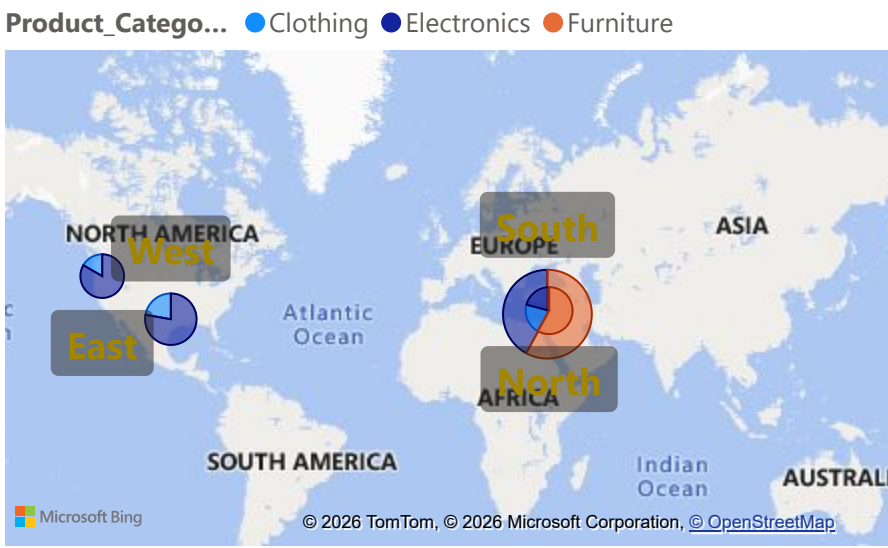 Product_Catego... Clothing Electronics Furniture
NORTH AMERICA
West
South
EUROPE
ASIA
Atlantic
Ocean
East
North
AFRICA
SOUTH AMERICA
Indian
Ocean
AUSTRAL
Microsoft Bing
© 2026 TomTom, © 2026 Microsoft Corporation, © OpenStreetMap